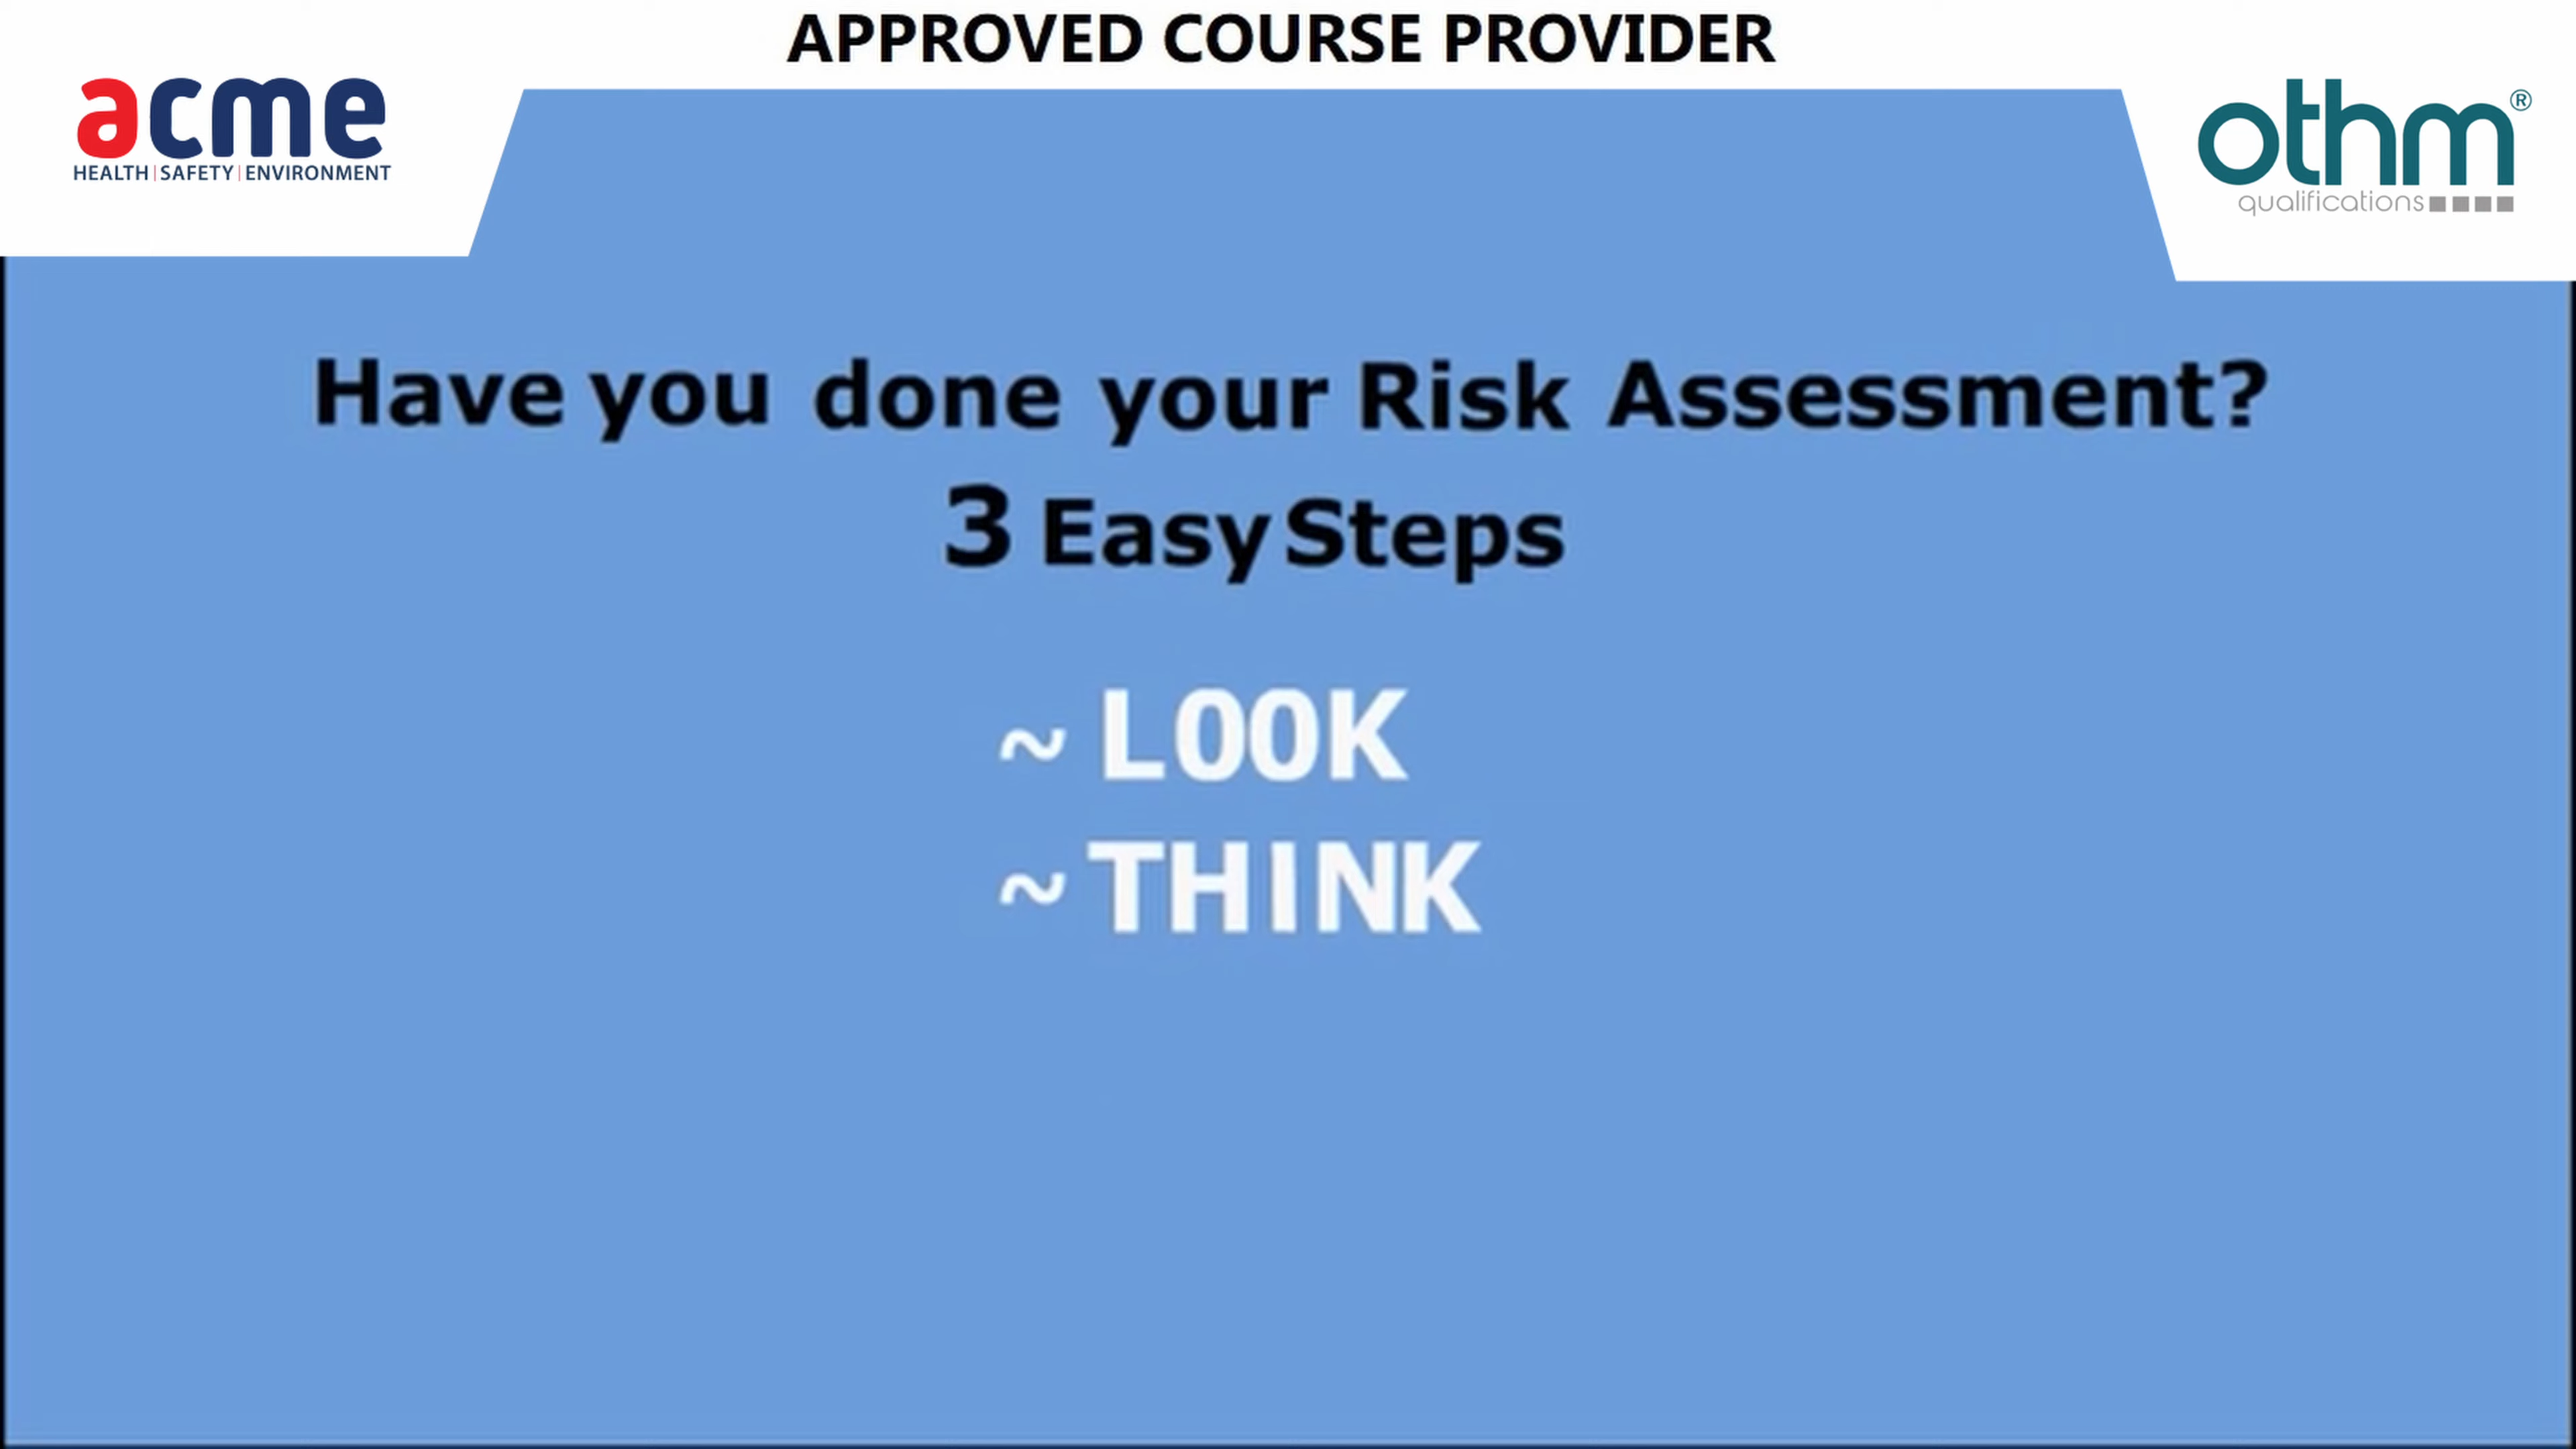 APPROVED COURSE PROVIDER
acme
HEALTH|SAFETY|ENVIRONMENT
othm®
qualifications
Have you done your Risk Assessment?
3 Easy Steps
~ LOOK
~ THINK